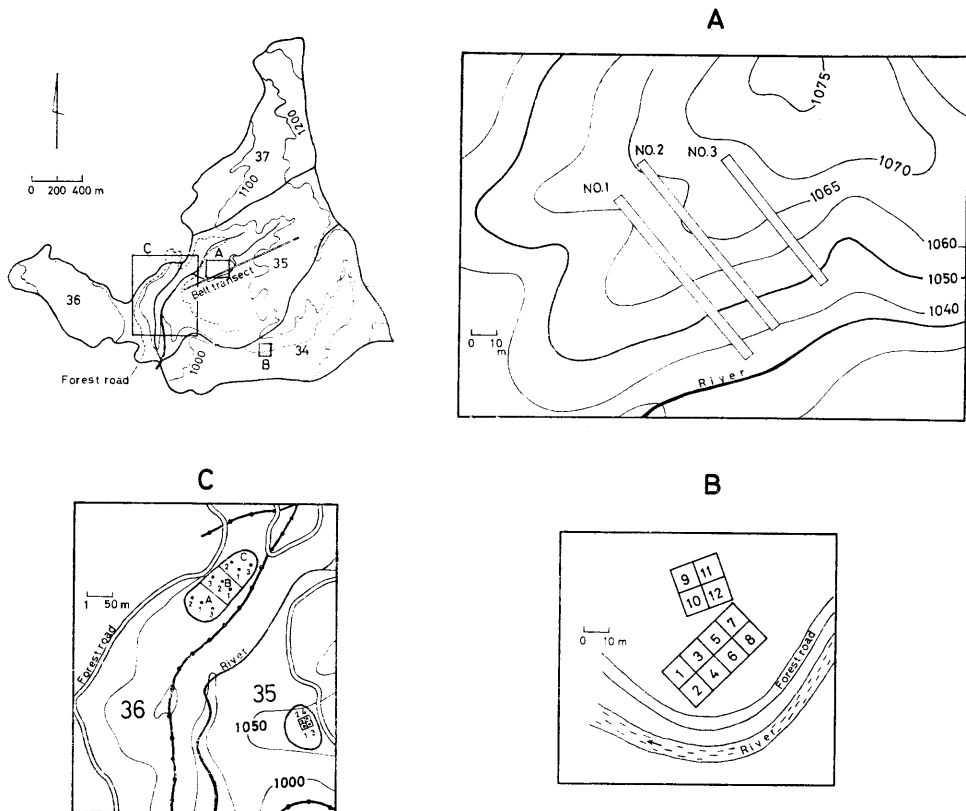 0 200 400 m
1200
37
1100
C
A
Belt transect
35
36
1000
34
B
Forest road
A
1075
NO.2
NO.3
1070
NO.1
1065
1060
1050
1040
0 10 m
River
C
C
B
A
1 50 m
Forest road
River
36
35
1050
1000
B
9 11
10 12
0 10 m
7
5
3
8
1
6
4
2
Forest road
River